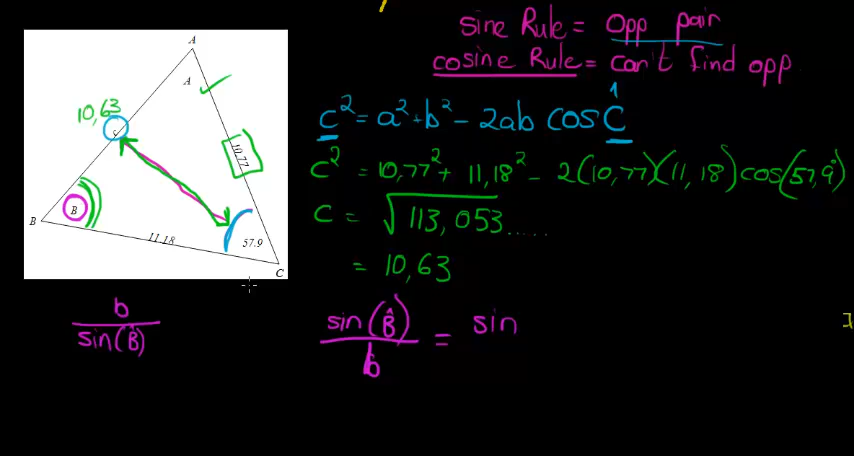 sine Rule = opp pair
cosine Rule = can't find opp
A
A
10,63
c
10.77
B
B
11.18
57.9
C
c² = a² + b² - 2ab cos Ĉ
c² = 10,77² + 11,18² - 2(10,77)(11,18) cos(57,9°)
c = √113,053.....
= 10,63
b
sin(B̂)
sin(B̂) = sin
b